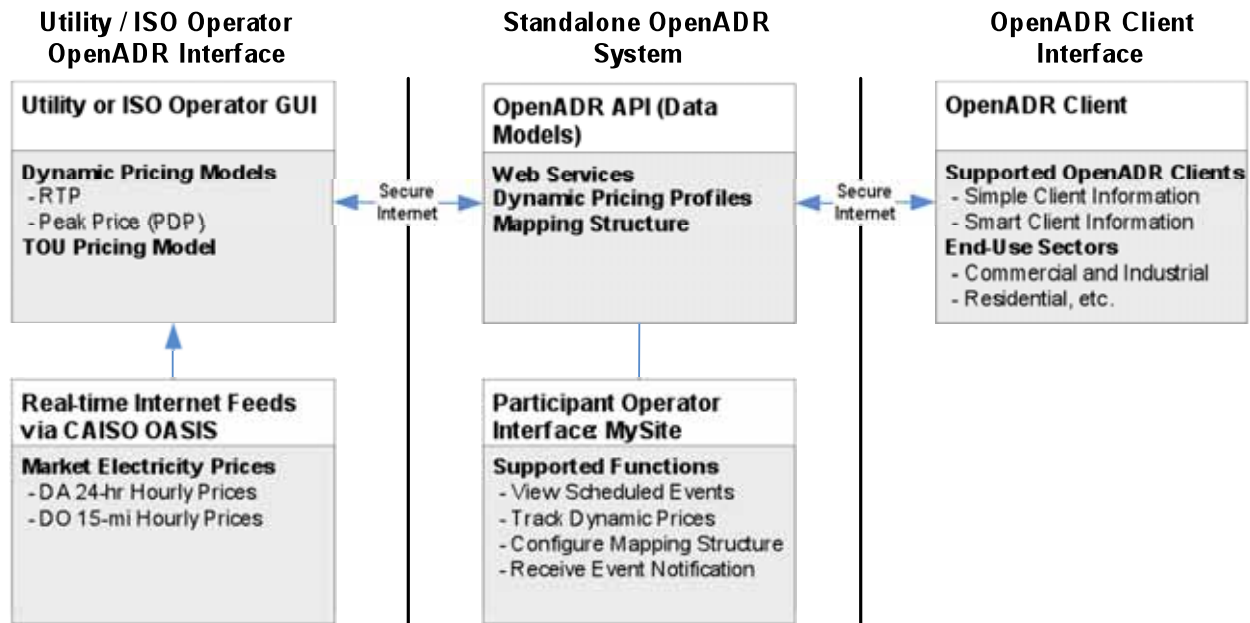 Utility / ISO Operator
OpenADR Interface
Standalone OpenADR
System
OpenADR Client
Interface
Utility or ISO Operator GUI
Dynamic Pricing Models
- RTP
- Peak Price (PDP)
TOU Pricing Model
Secure
Internet
OpenADR API (Data
Models)
Web Services
Dynamic Pricing Profiles
Mapping Structure
Secure
Internet
OpenADR Client
Supported OpenADR Clients
- Simple Client Information
- Smart Client Information
End-Use Sectors
- Commercial and Industrial
- Residential, etc.
Real-time Internet Feeds
via CAISO OASIS
Market Electricity Prices
- DA 24-hr Hourly Prices
- DO 15-mi Hourly Prices
Participant Operator
Interface: MySite
Supported Functions
- View Scheduled Events
- Track Dynamic Prices
- Configure Mapping Structure
- Receive Event Notification